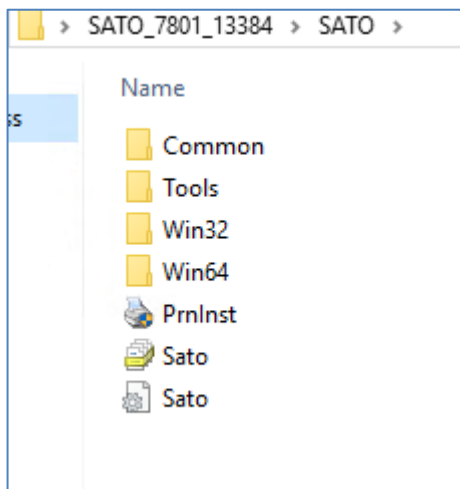 SATO_7801_13384 > SATO >
ss
Name
Common
Tools
Win32
Win64
PrnInst
Sato
Sato